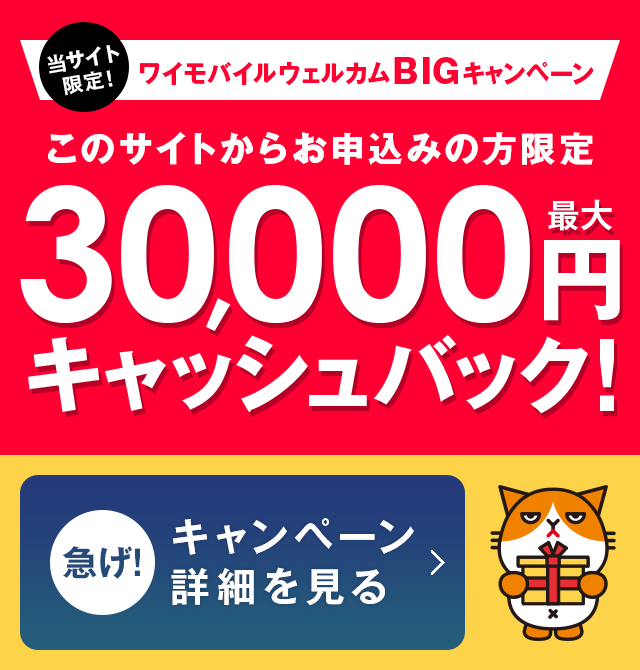 当サイト
限定!
ワイモバイルウェルカムBIGキャンペーン
このサイトからお申込みの方限定
最大
30,000円
キャッシュバック!
急げ!
キャンペーン
詳細を見る